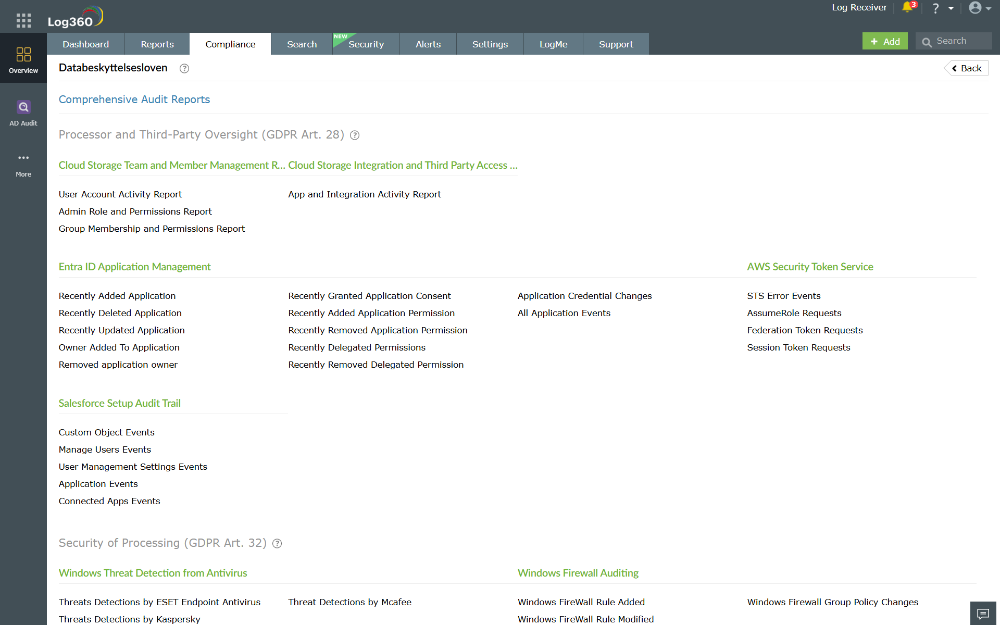 Log Receiver
3
?
Log360
Dashboard
Reports
Compliance
Search
NEW
Security
Alerts
Settings
LogMe
Support
+ Add
Search
Overview
AD Audit
More
Databeskyttelsesloven ?
Back
Comprehensive Audit Reports
Processor and Third-Party Oversight (GDPR Art. 28) ?
Cloud Storage Team and Member Management R...
Cloud Storage Integration and Third Party Access ...
User Account Activity Report
App and Integration Activity Report
Admin Role and Permissions Report
Group Membership and Permissions Report
Entra ID Application Management
AWS Security Token Service
Recently Added Application
Recently Granted Application Consent
Application Credential Changes
STS Error Events
Recently Deleted Application
Recently Added Application Permission
All Application Events
AssumeRole Requests
Recently Updated Application
Recently Removed Application Permission
Federation Token Requests
Owner Added To Application
Recently Delegated Permissions
Session Token Requests
Removed application owner
Recently Removed Delegated Permission
Salesforce Setup Audit Trail
Custom Object Events
Manage Users Events
User Management Settings Events
Application Events
Connected Apps Events
Security of Processing (GDPR Art. 32) ?
Windows Threat Detection from Antivirus
Windows Firewall Auditing
Threats Detections by ESET Endpoint Antivirus
Threat Detections by Mcafee
Windows FireWall Rule Added
Windows Firewall Group Policy Changes
Threats Detections by Kaspersky
Windows FireWall Rule Modified